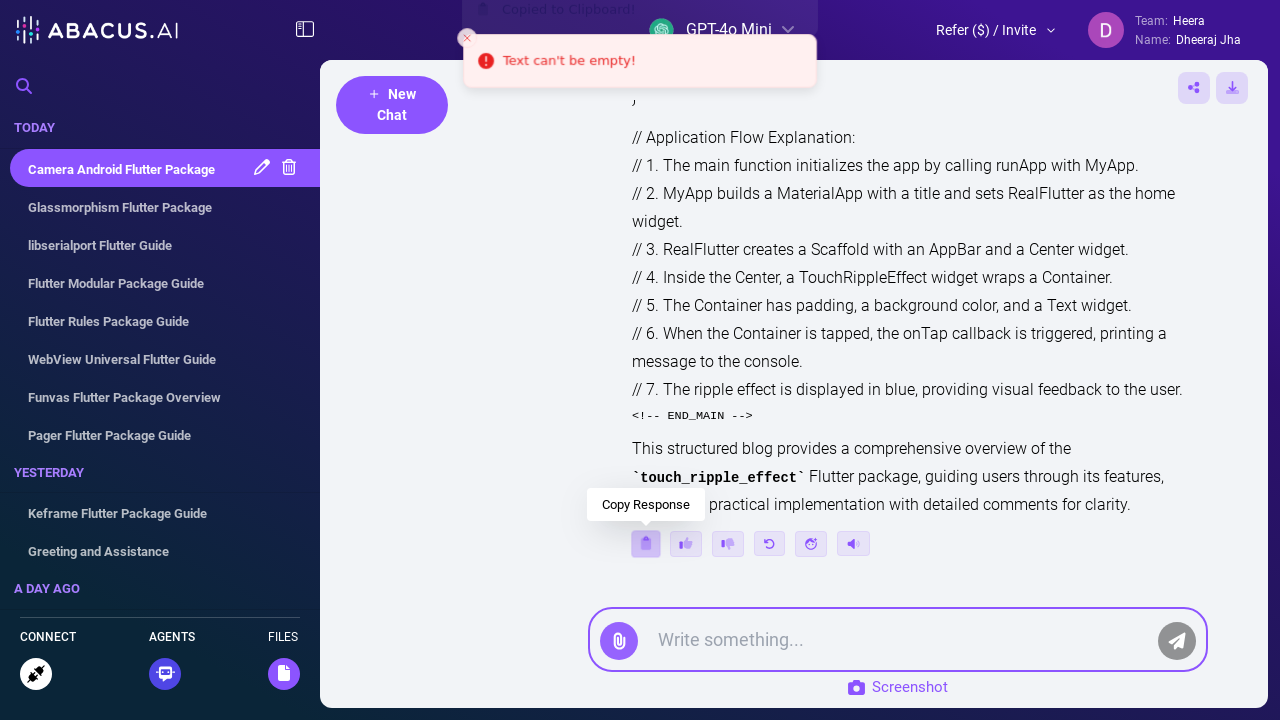 ABACUS.AI
Copied to Clipboard!
GPT-4o Mini
Refer ($) / Invite
D
Team: Heera
Name: Dheeraj Jha
Text can't be empty!
+ New
Chat
TODAY
Camera Android Flutter Package
Glassmorphism Flutter Package
libserialport Flutter Guide
Flutter Modular Package Guide
Flutter Rules Package Guide
WebView Universal Flutter Guide
Funvas Flutter Package Overview
Pager Flutter Package Guide
YESTERDAY
Keframe Flutter Package Guide
Greeting and Assistance
A DAY AGO
CONNECT
AGENTS
FILES
}
// Application Flow Explanation:
// 1. The main function initializes the app by calling runApp with MyApp.
// 2. MyApp builds a MaterialApp with a title and sets RealFlutter as the home
widget.
// 3. RealFlutter creates a Scaffold with an AppBar and a Center widget.
// 4. Inside the Center, a TouchRippleEffect widget wraps a Container.
// 5. The Container has padding, a background color, and a Text widget.
// 6. When the Container is tapped, the onTap callback is triggered, printing a
message to the console.
// 7. The ripple effect is displayed in blue, providing visual feedback to the user.
<!-- END_MAIN -->
This structured blog provides a comprehensive overview of the
`touch_ripple_effect` Flutter package, guiding users through its features,
practical implementation with detailed comments for clarity.
Copy Response
Write something...
Screenshot